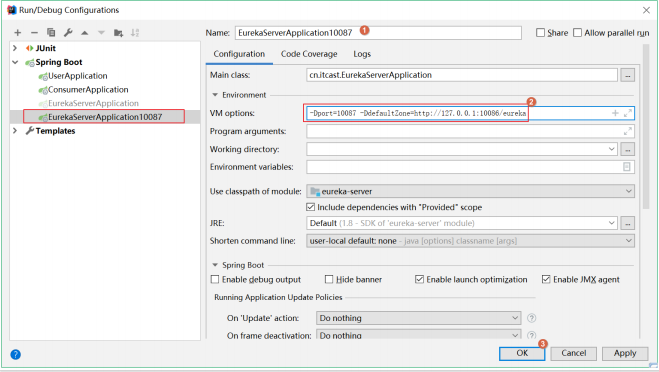 Run/Debug Configurations
Name: EurekaServerApplication10087 1 Share Allow parallel run
JUnit
Spring Boot
UserApplication
ConsumerApplication
EurekaServerApplication
EurekaServerApplication10087
Templates
Configuration Code Coverage Logs
Main class: cn.itcast.EurekaServerApplication ...
Environment
2
VM options: -Dport=10087 -DdefaultZone=http://127.0.0.1:10086/eureka
Program arguments:
Working directory: ...
Environment variables:
Use classpath of module: eureka-server
Include dependencies with "Provided" scope
JRE: Default (1.8 - SDK of 'eureka-server' module) ...
Shorten command line: user-local default: none - java [options] classname [args]
Spring Boot
Enable debug output Hide banner Enable launch optimization Enable JMX agent
Running Application Update Policies
On 'Update' action: Do nothing ?
On frame deactivation: Do nothing ?
3
? OK Cancel Apply